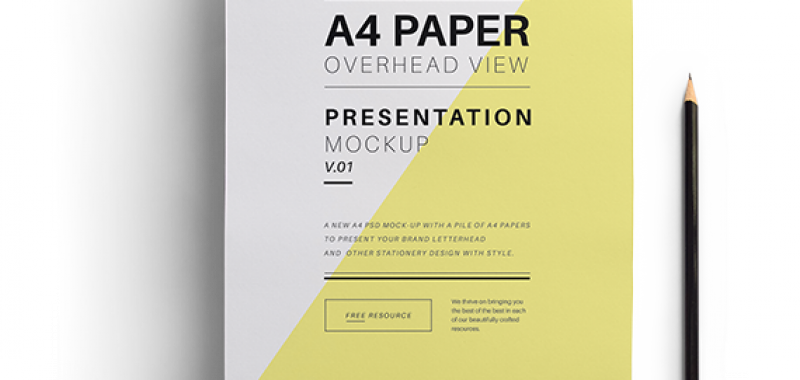 A4 PAPER
OVERHEAD VIEW
PRESENTATION
MOCKUP
V.01
A NEW A4 PSD MOCK-UP WITH A PILE OF A4 PAPERS
TO PRESENT YOUR BRAND LETTERHEAD
AND OTHER STATIONERY DESIGN WITH STYLE.
FREE RESOURCE
We thrive on bringing you
the best of the best in each
of our beautifully crafted
resources.